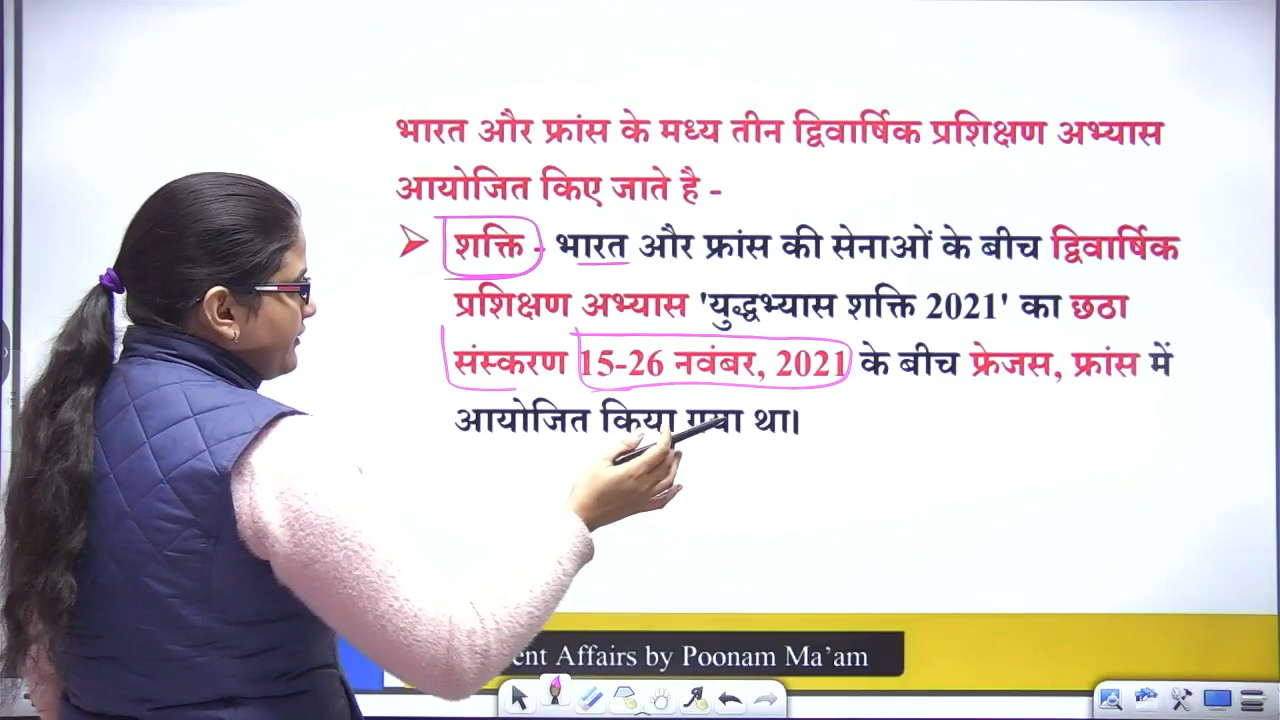 भारत और फ्रांस के मध्य तीन द्विवार्षिक प्रशिक्षण अभ्यास
आयोजित किए जाते है -
शक्ति - भारत और फ्रांस की सेनाओं के बीच द्विवार्षिक
प्रशिक्षण अभ्यास 'युद्धभ्यास शक्ति 2021' का छठा
संस्करण 15-26 नवंबर, 2021 के बीच फ्रेजस, फ्रांस में
आयोजित किया गया था।
ent Affairs by Poonam Ma’am